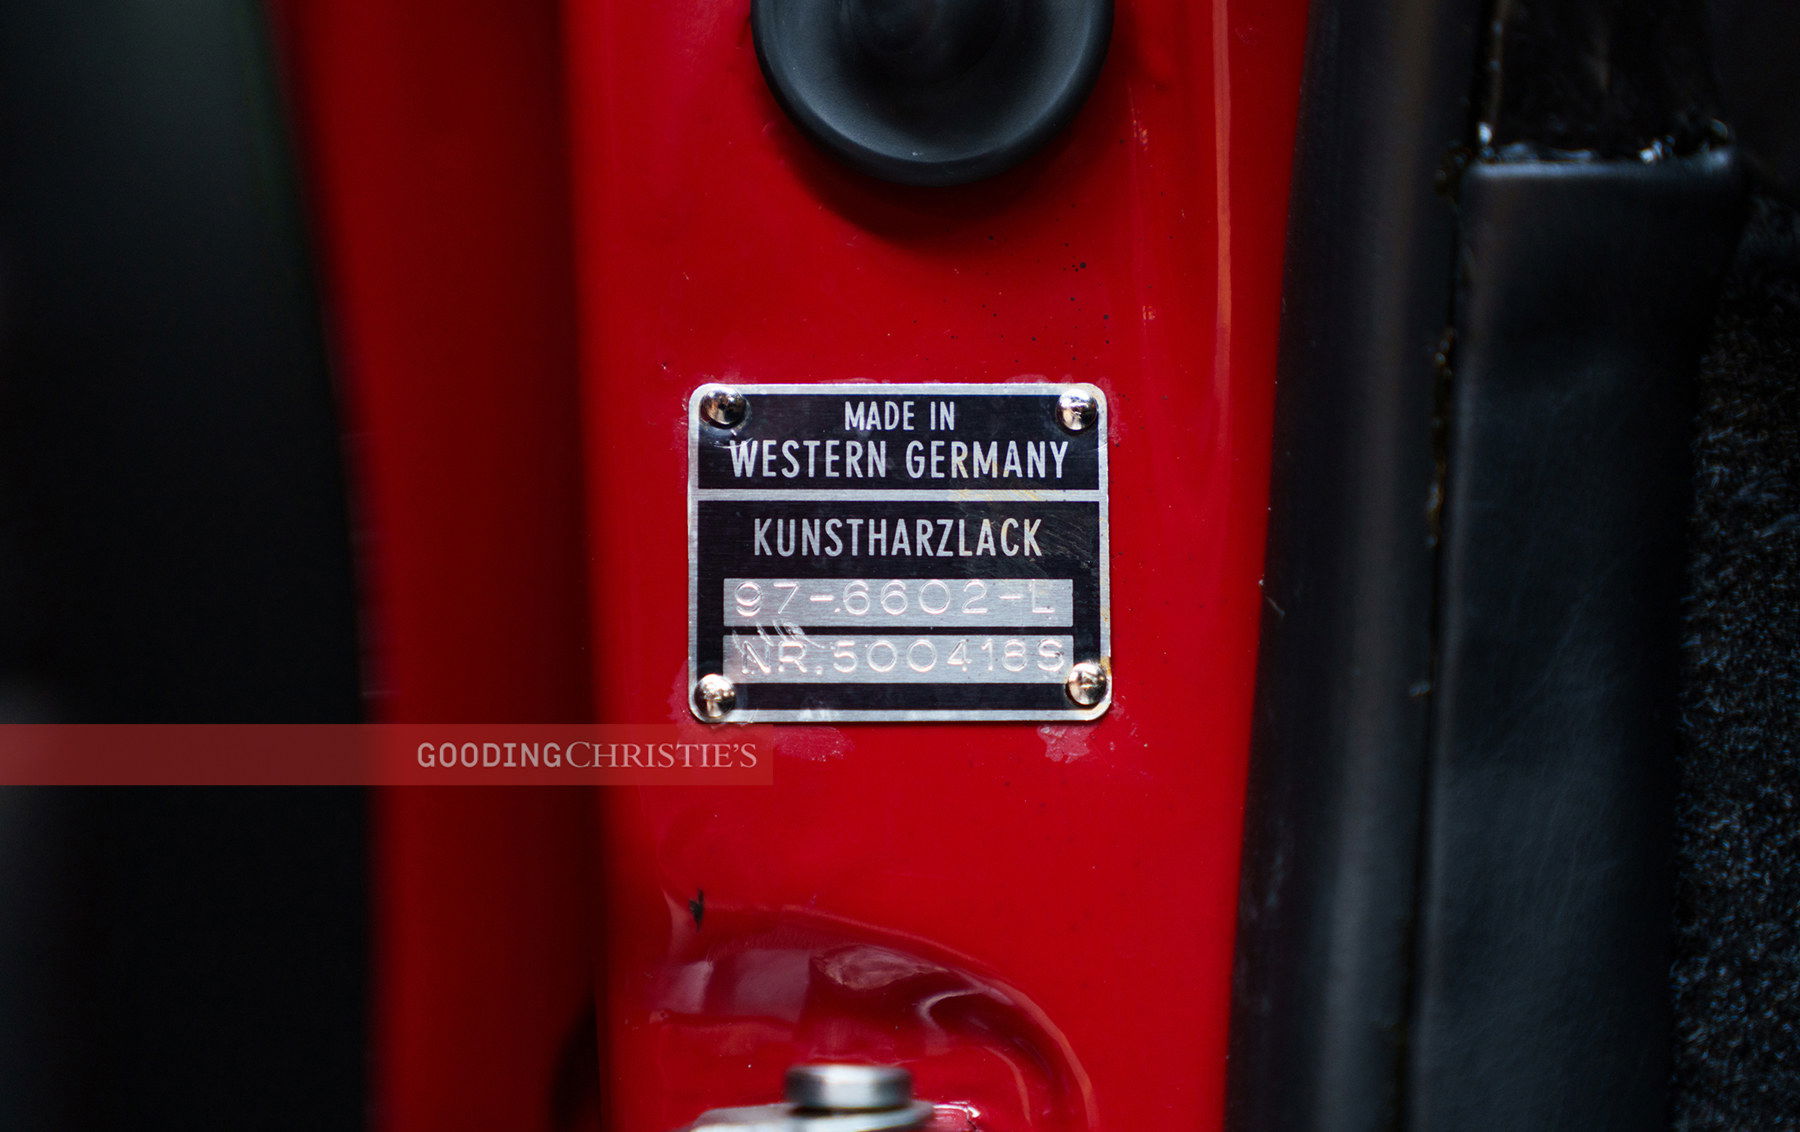 MADE IN
WESTERN GERMANY
KUNSTHARZLACK
97-.6602-L
NR.500418S
GOODINGCHRISTIE'S